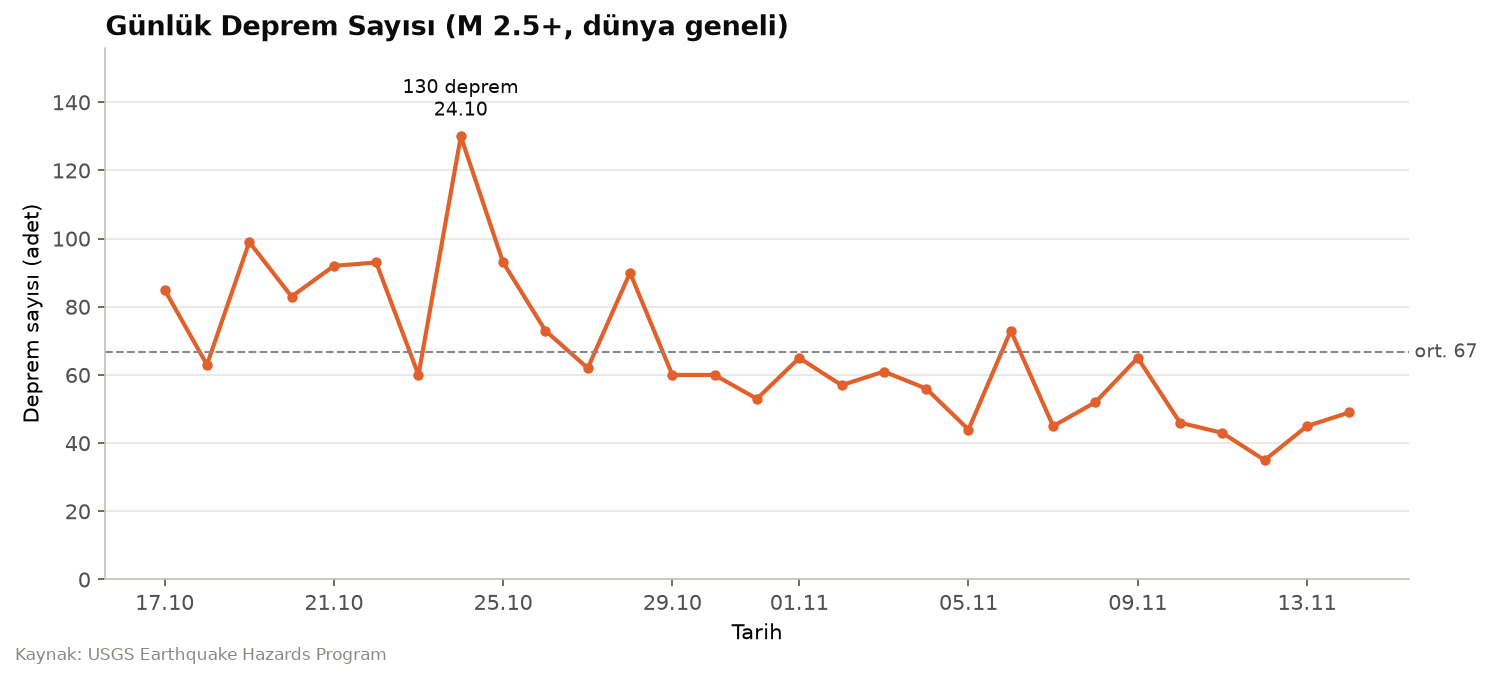 Günlük Deprem Sayısı (M 2.5+, dünya geneli)
130 deprem
24.10
Deprem sayısı (adet)
140
120
100
80
60
40
20
0
ort. 67
17.10
21.10
25.10
29.10
01.11
05.11
09.11
13.11
Tarih
Kaynak: USGS Earthquake Hazards Program